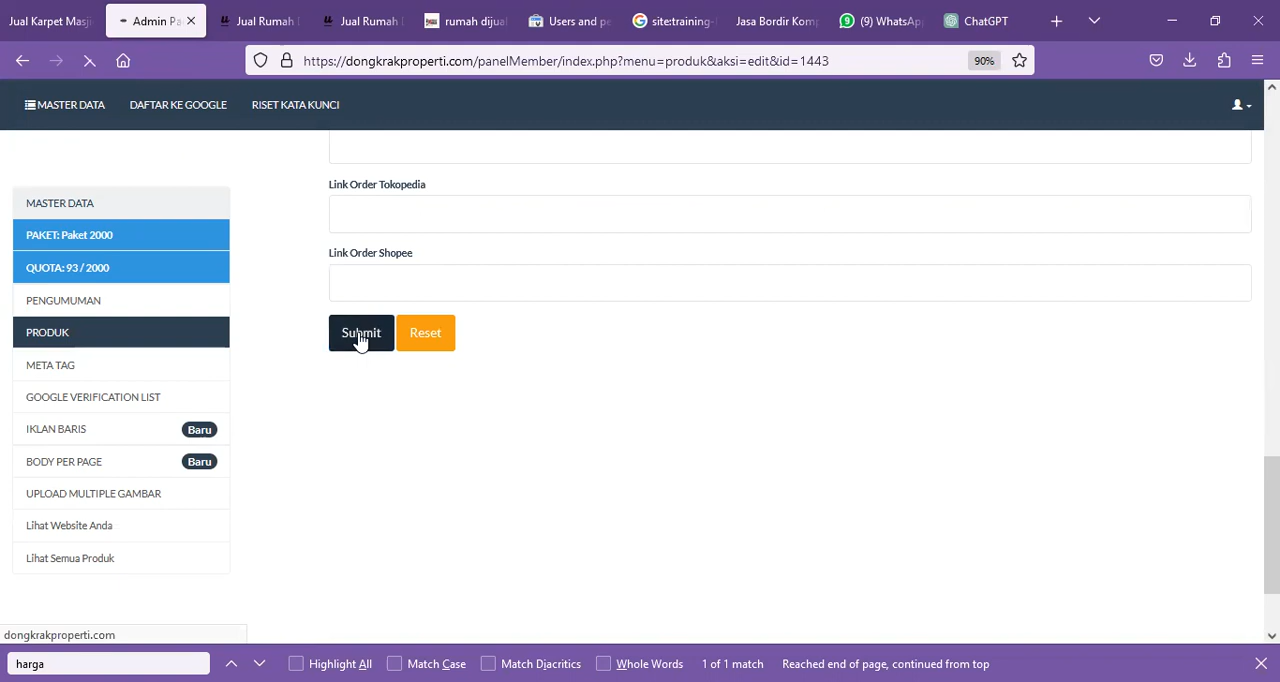 Jual Karpet Masji
Admin Pa
Jual Rumah
Jual Rumah
rumah dijua
Users and pe
site:training-
Jasa Bordir Komp
(9) WhatsAp
ChatGPT
https://dongkrakproperti.com/panelMember/index.php?menu=produk&aksi=edit&id=1443
90%
MASTER DATA
DAFTAR KE GOOGLE
RISET KATA KUNCI
MASTER DATA
PAKET: Paket 2000
QUOTA: 93 / 2000
PENGUMUMAN
PRODUK
META TAG
GOOGLE VERIFICATION LIST
IKLAN BARIS Baru
BODY PER PAGE Baru
UPLOAD MULTIPLE GAMBAR
Lihat Website Anda
Lihat Semua Produk
Link Order Tokopedia
Link Order Shopee
Submit Reset
dongkrakproperti.com
harga
Highlight All
Match Case
Match Diacritics
Whole Words
1 of 1 match
Reached end of page, continued from top